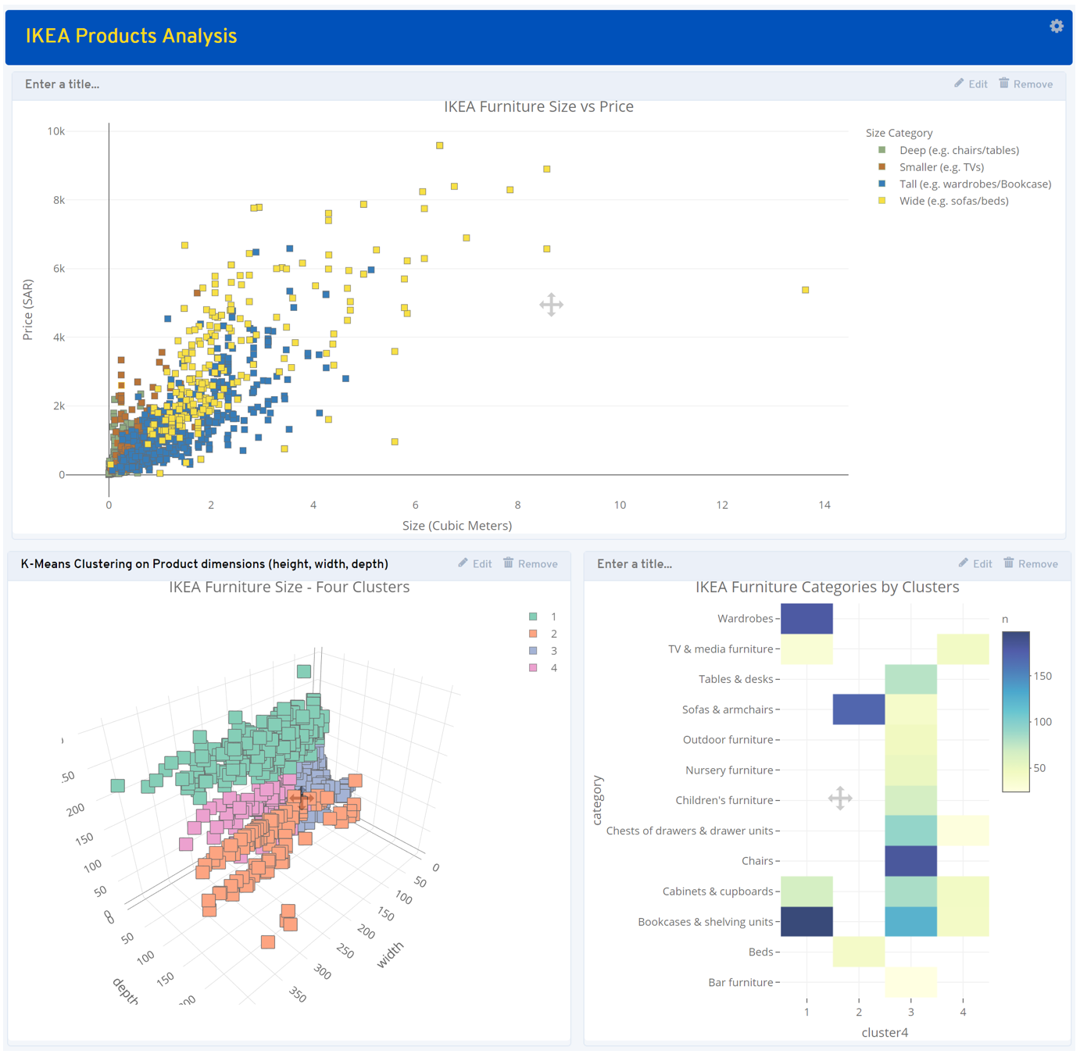 IKEA Products Analysis
Enter a title...
Edit
Remove
IKEA Furniture Size vs Price
10k
8k
6k
4k
2k
0
Price (SAR)
0
2
4
6
8
10
12
14
Size (Cubic Meters)
Size Category
Deep (e.g. chairs/tables)
Smaller (e.g. TVs)
Tall (e.g. wardrobes/Bookcase)
Wide (e.g. sofas/beds)
K-Means Clustering on Product dimensions (height, width, depth)
Edit
Remove
IKEA Furniture Size - Four Clusters
1
2
3
4
50
200
150
100
50
0
0
50
100
150
depth
0
50
100
150
200
250
300
350
width
Enter a title...
Edit
Remove
IKEA Furniture Categories by Clusters
category
Wardrobes
TV & media furniture
Tables & desks
Sofas & armchairs
Outdoor furniture
Nursery furniture
Children's furniture
Chests of drawers & drawer units
Chairs
Cabinets & cupboards
Bookcases & shelving units
Beds
Bar furniture
1
2
3
4
cluster4
n
150
100
50